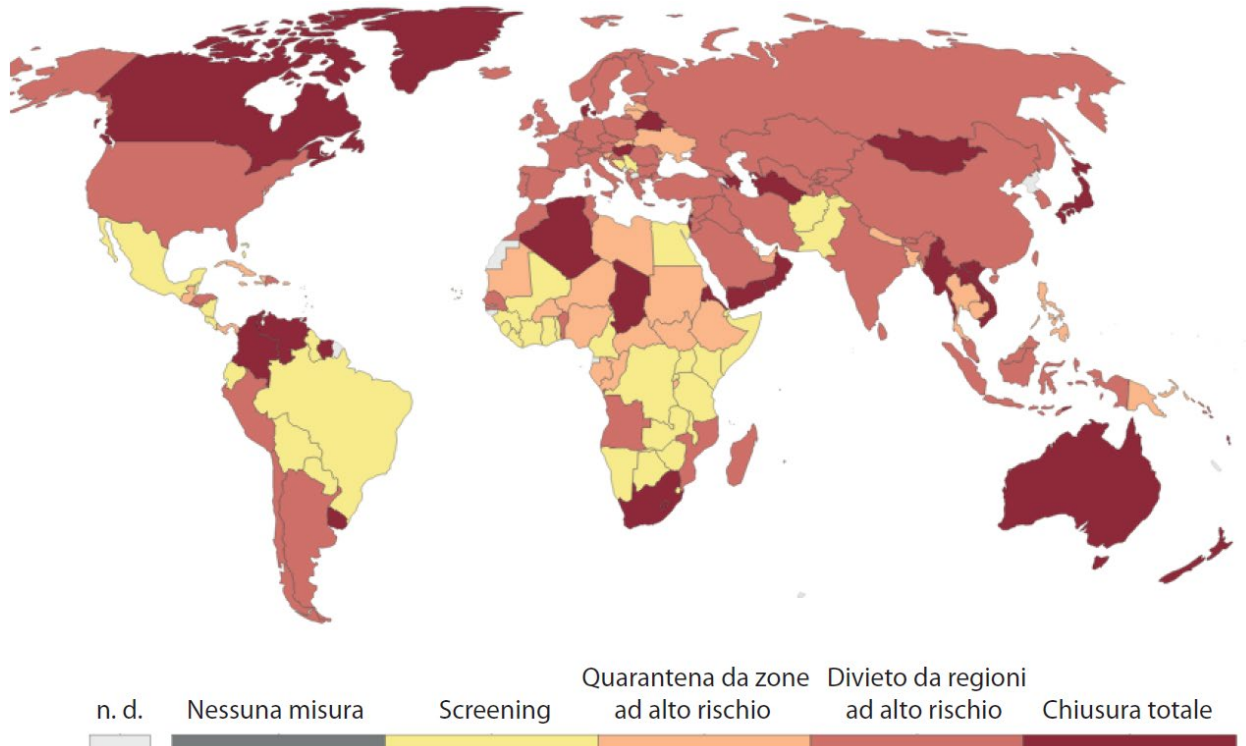 Quarantena da zone Divieto da regioni
n. d. Nessuna misura Screening ad alto rischio ad alto rischio Chiusura totale